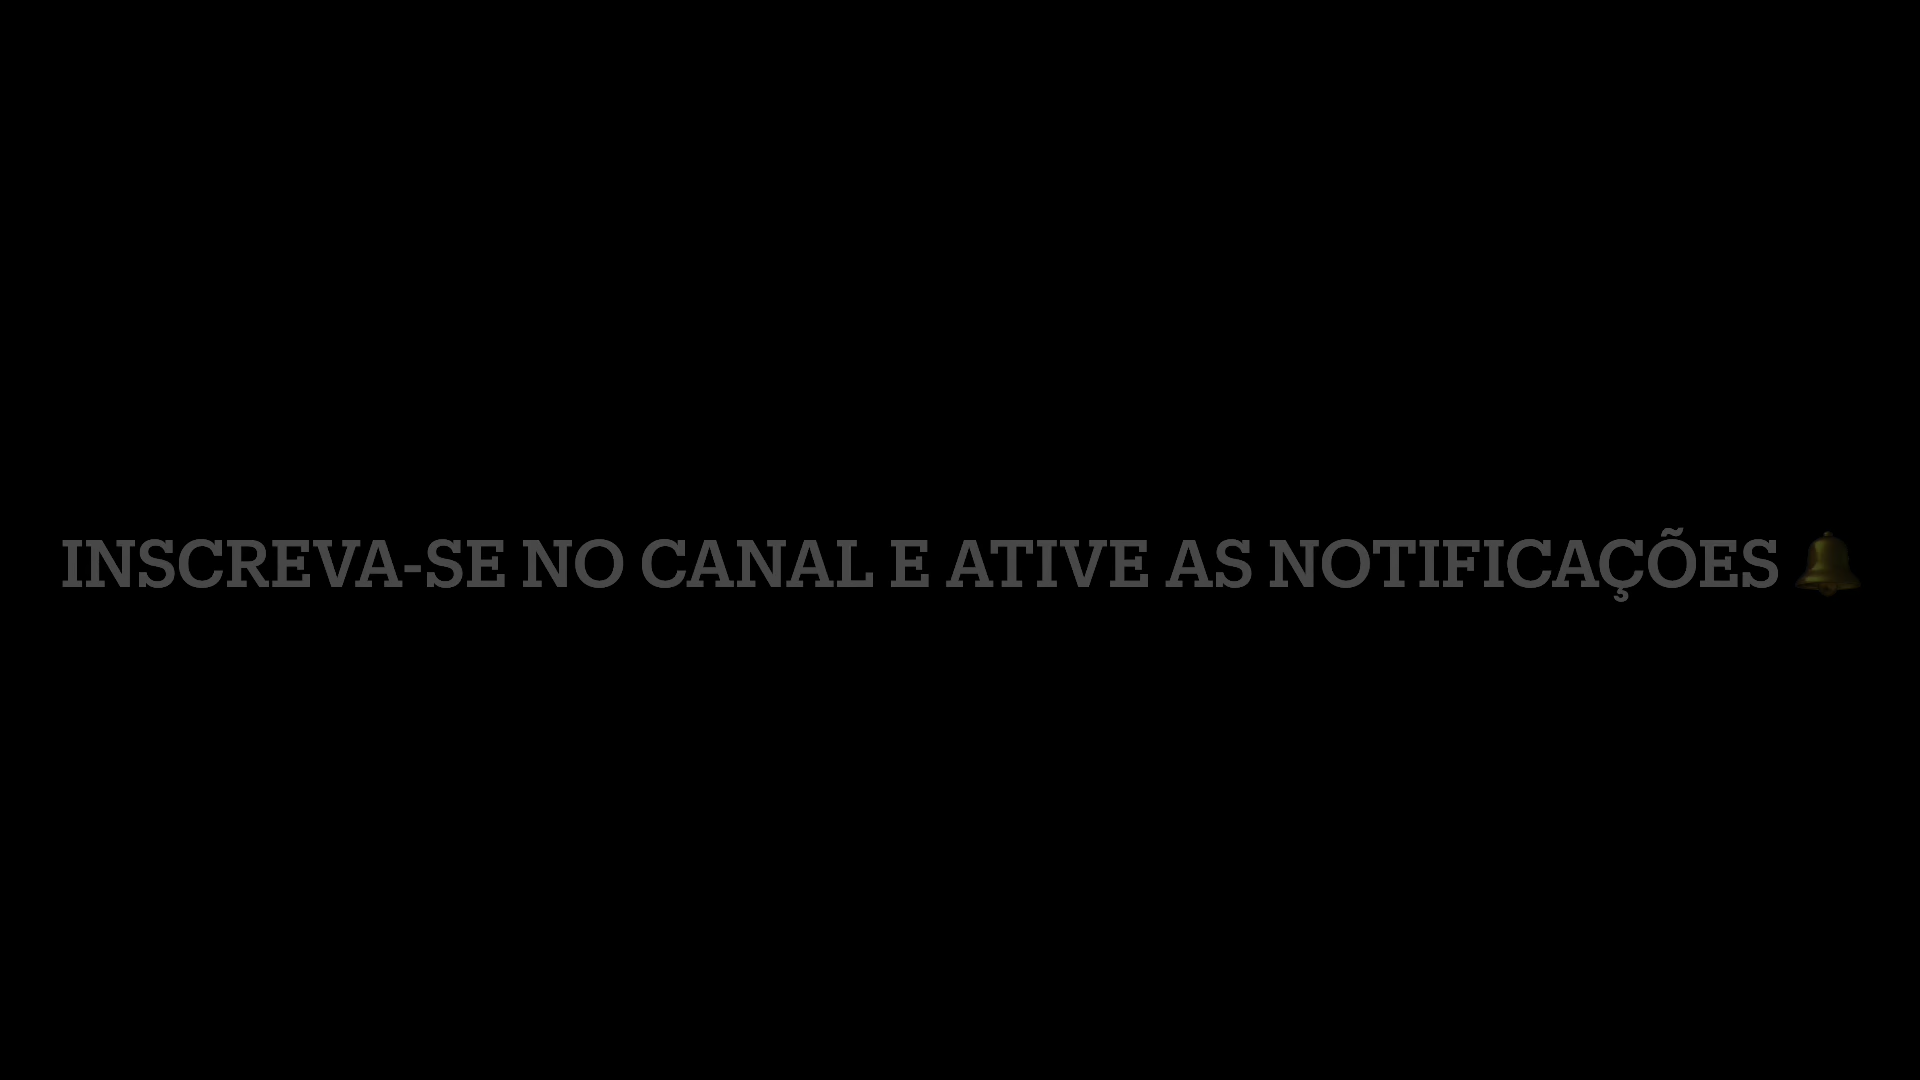 INSCREVA-SE NO CANAL E ATIVE AS NOTIFICAÇÕES 🔔